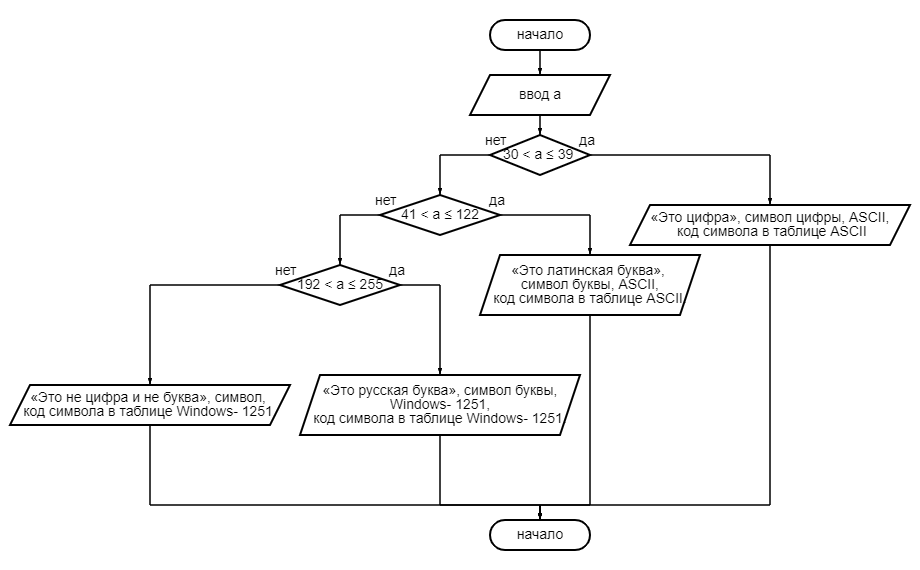 начало
ввод a
нет
да
30 < a ≤ 39
нет
да
41 < a ≤ 122
«Это цифра», символ цифры, ASCII,
код символа в таблице ASCII
нет
да
192 < a ≤ 255
«Это латинская буква»,
символ буквы, ASCII,
код символа в таблице ASCII
«Это не цифра и не буква», символ,
код символа в таблице Windows- 1251
«Это русская буква», символ буквы,
Windows- 1251,
код символа в таблице Windows- 1251
начало